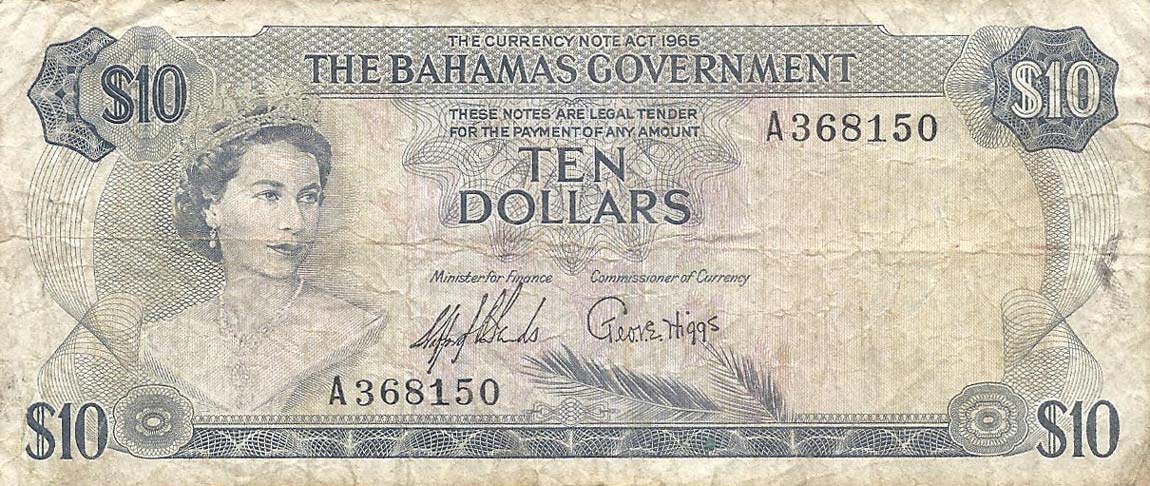 THE CURRENCY NOTE ACT 1965
$10 THE BAHAMAS GOVERNMENT $10
THESE NOTES ARE LEGAL TENDER
FOR THE PAYMENT OF ANY AMOUNT
A368150
TEN
DOLLARS
Minister for Finance Commissioner of Currency
Geo. E. Higgs
A368150
$10 $10